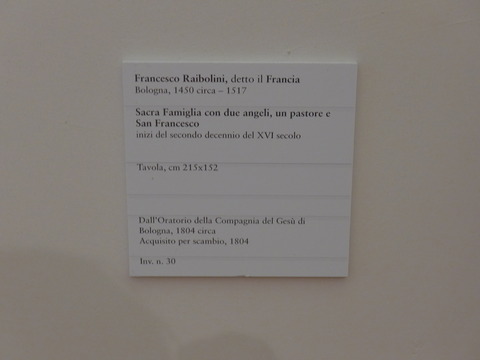 Francesco Raibolini, detto il Francia
Bologna, 1450 circa – 1517
Sacra Famiglia con due angeli, un pastore e
San Francesco
inizi del secondo decennio del XVI secolo
Tavola, cm 215x152
Dall'Oratorio della Compagnia del Gesù di
Bologna, 1804 circa
Acquisito per scambio, 1804
Inv. n. 30